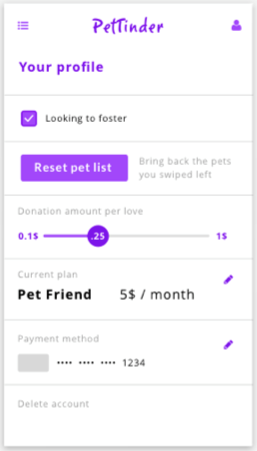 PetTinder
Your profile
Looking to foster
Reset pet list
Bring back the pets
you swiped left
Donation amount per love
0.1$ .25 1$
Current plan
Pet Friend 5$ / month
Payment method
•••• •••• •••• 1234
Delete account